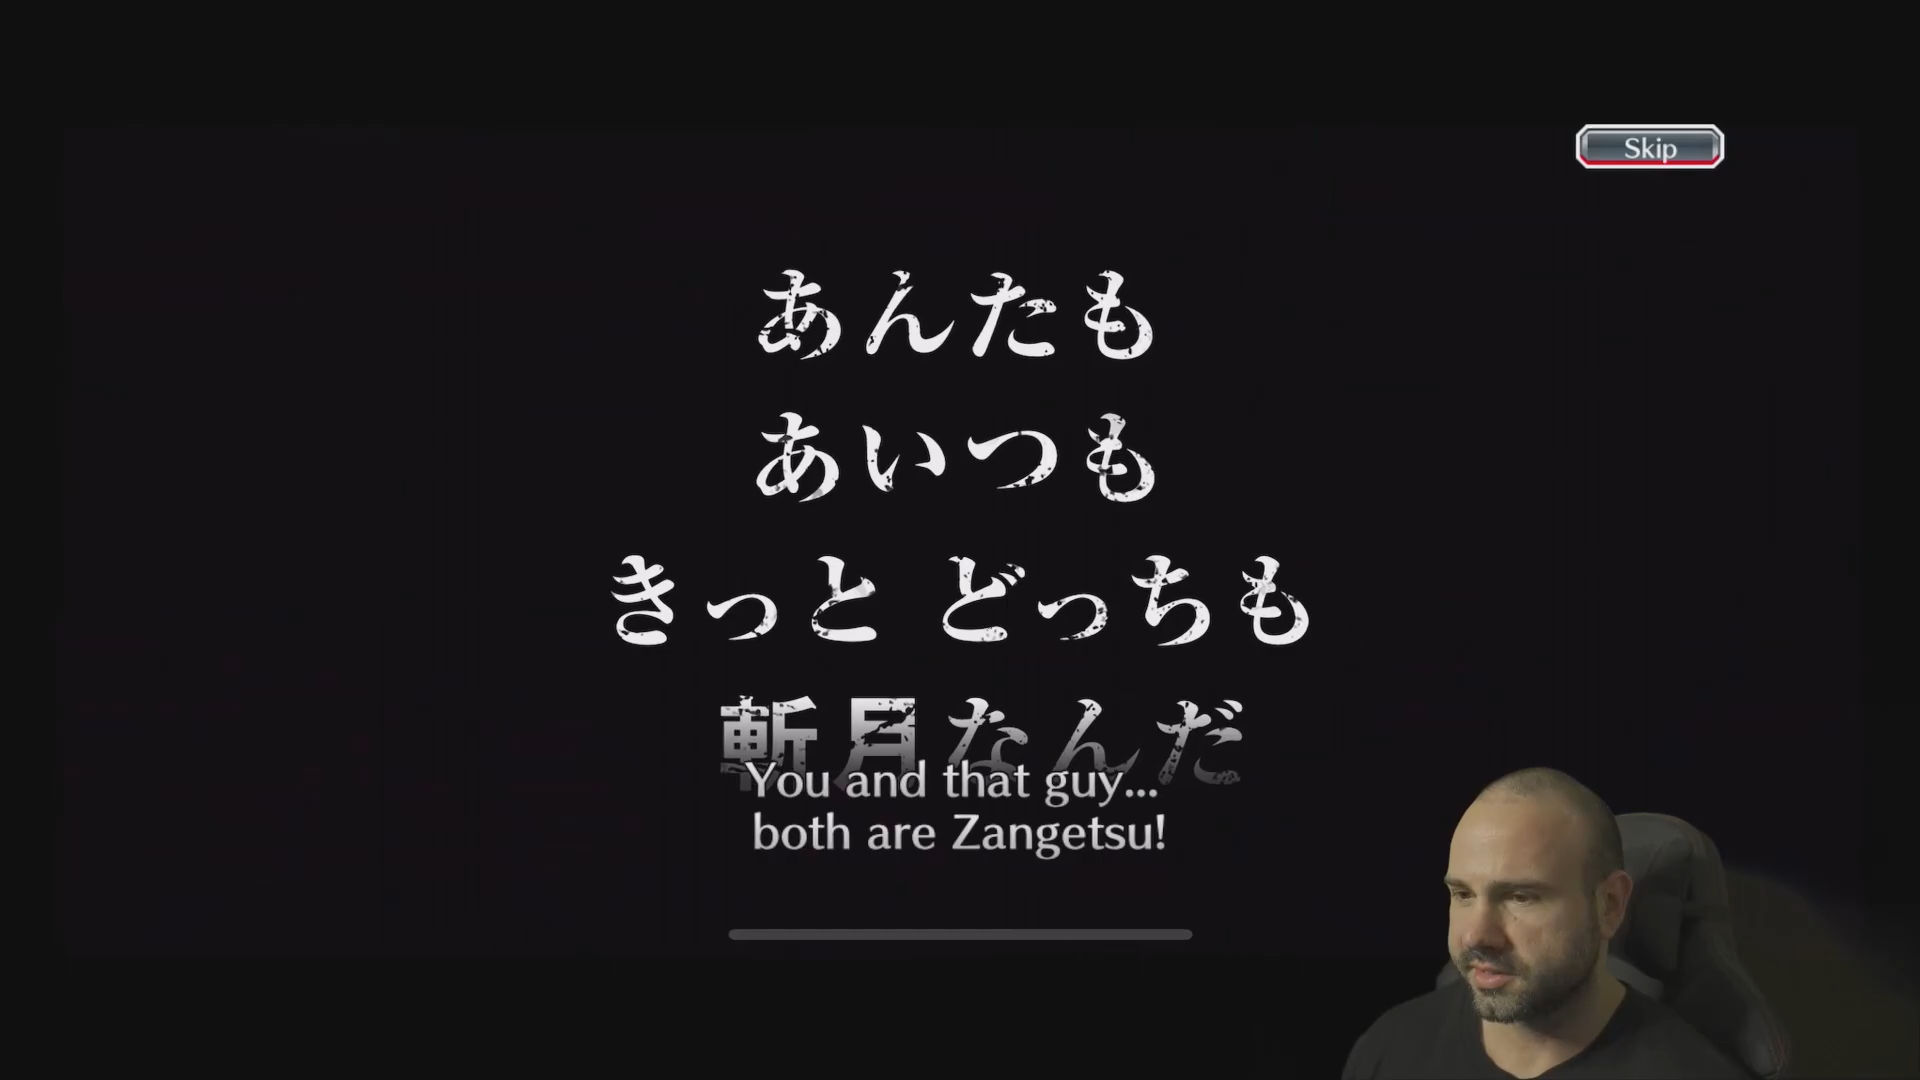 Skip
あんたも
あいつも
きっと どっちも
斬月なんだ
You and that guy...
both are Zangetsu!